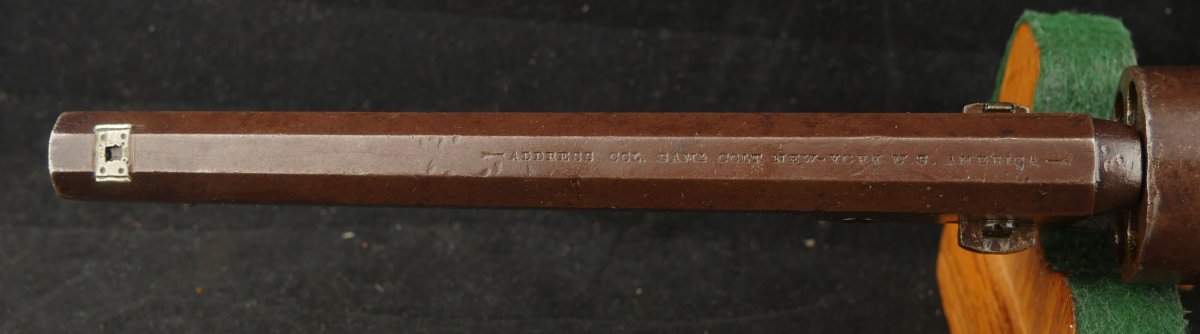 — ADDRESS COL. SAML COLT NEW-YORK U.S. AMERICA —